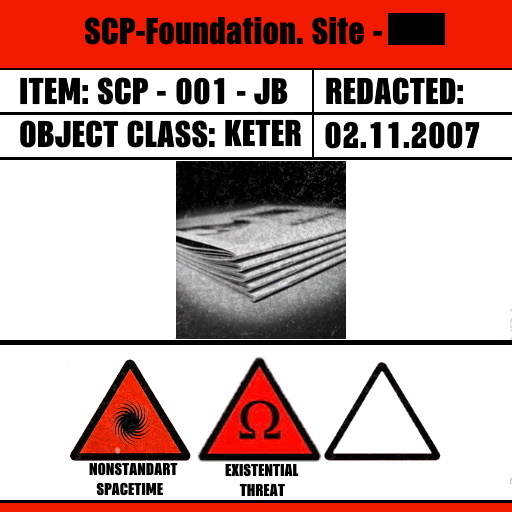 SCP-Foundation. Site -
ITEM: SCP - 001 - JB
REDACTED:
OBJECT CLASS: KETER
02.11.2007
Ω
NONSTANDART
SPACETIME
EXISTENTIAL
THREAT